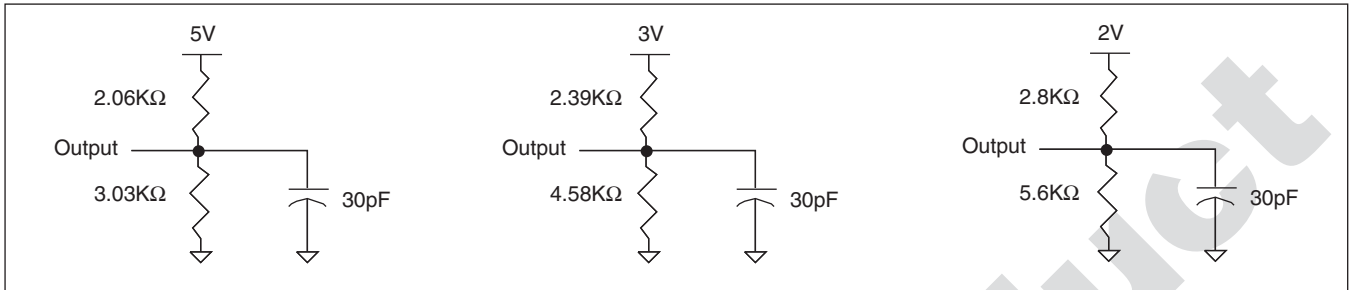 5V
2.06KΩ
Output
3.03KΩ
30pF
3V
2.39KΩ
Output
4.58KΩ
30pF
2V
2.8KΩ
Output
5.6KΩ
30pF
uct